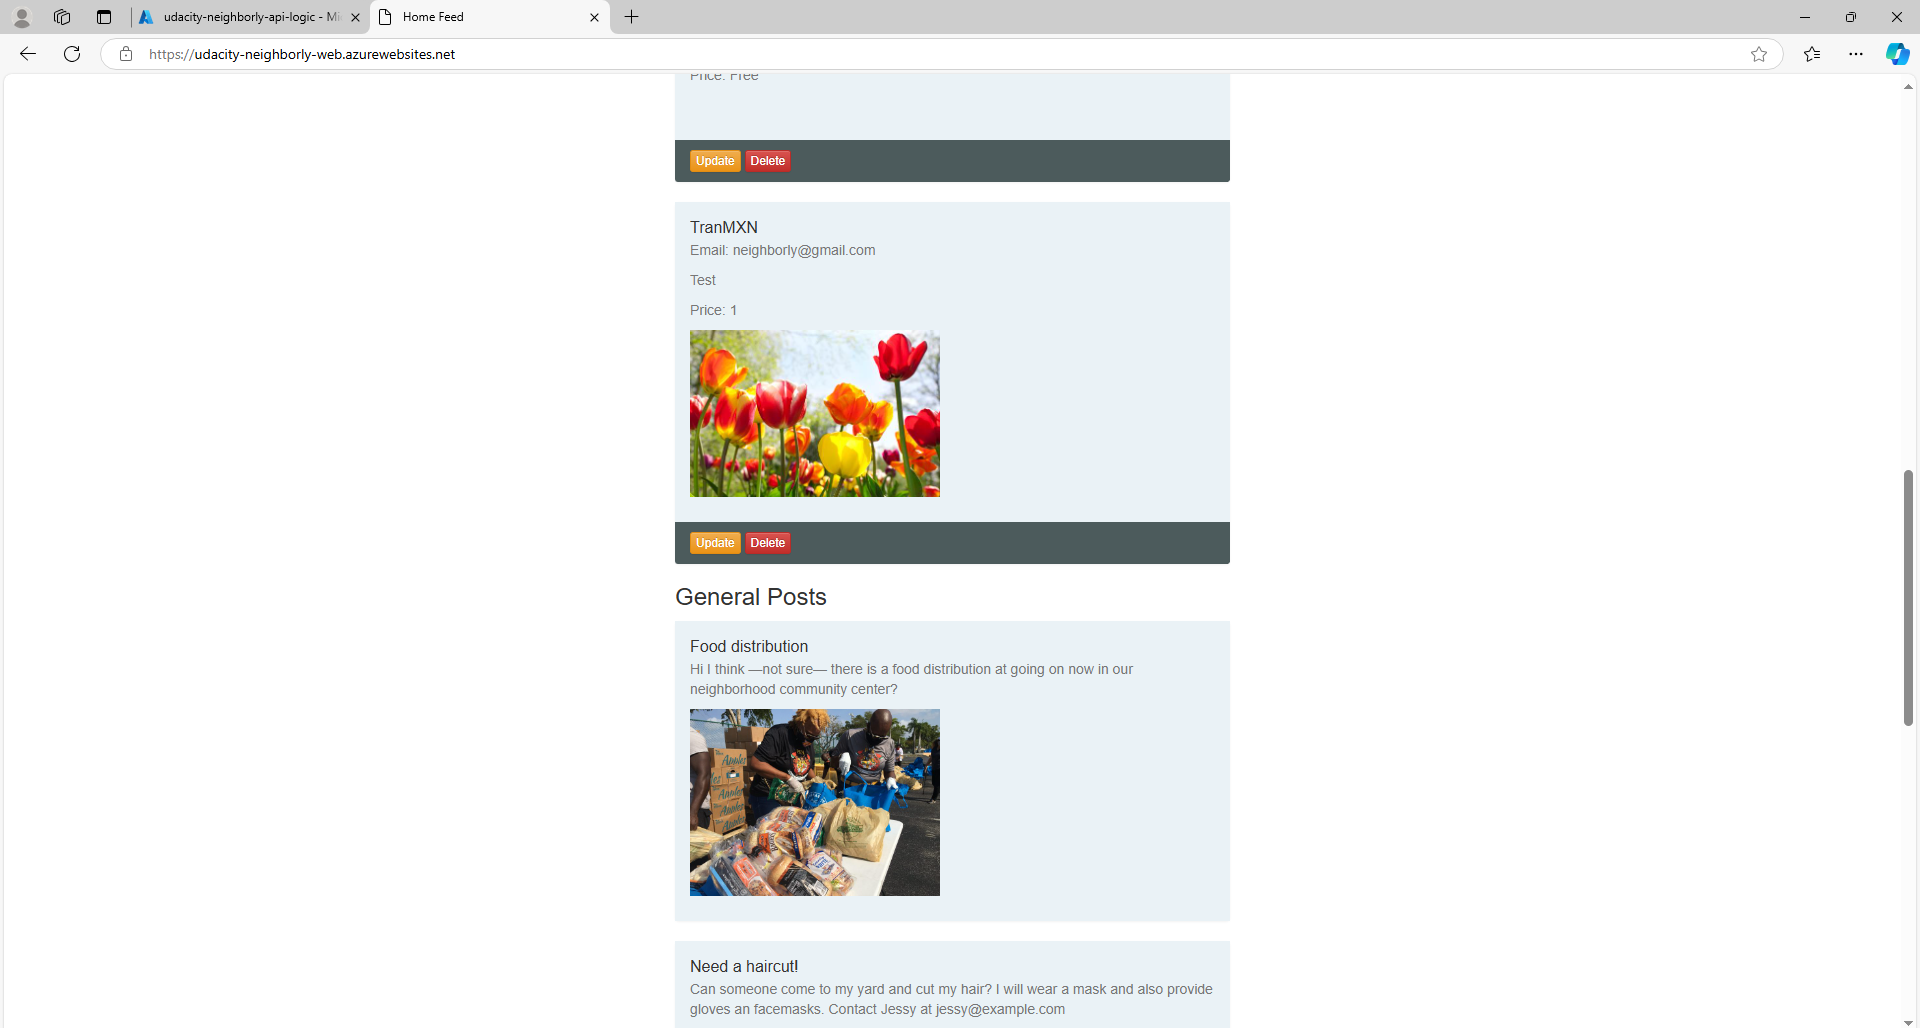 udacity-neighborly-api-logic - Mi
Home Feed
https://udacity-neighborly-web.azurewebsites.net
Price: Free
Update Delete
TranMXN
Email: neighborly@gmail.com
Test
Price: 1
Update Delete
General Posts
Food distribution
Hi I think —not sure— there is a food distribution at going on now in our
neighborhood community center?
Apples
Apples
Apples
Need a haircut!
Can someone come to my yard and cut my hair? I will wear a mask and also provide
gloves an facemasks. Contact Jessy at jessy@example.com